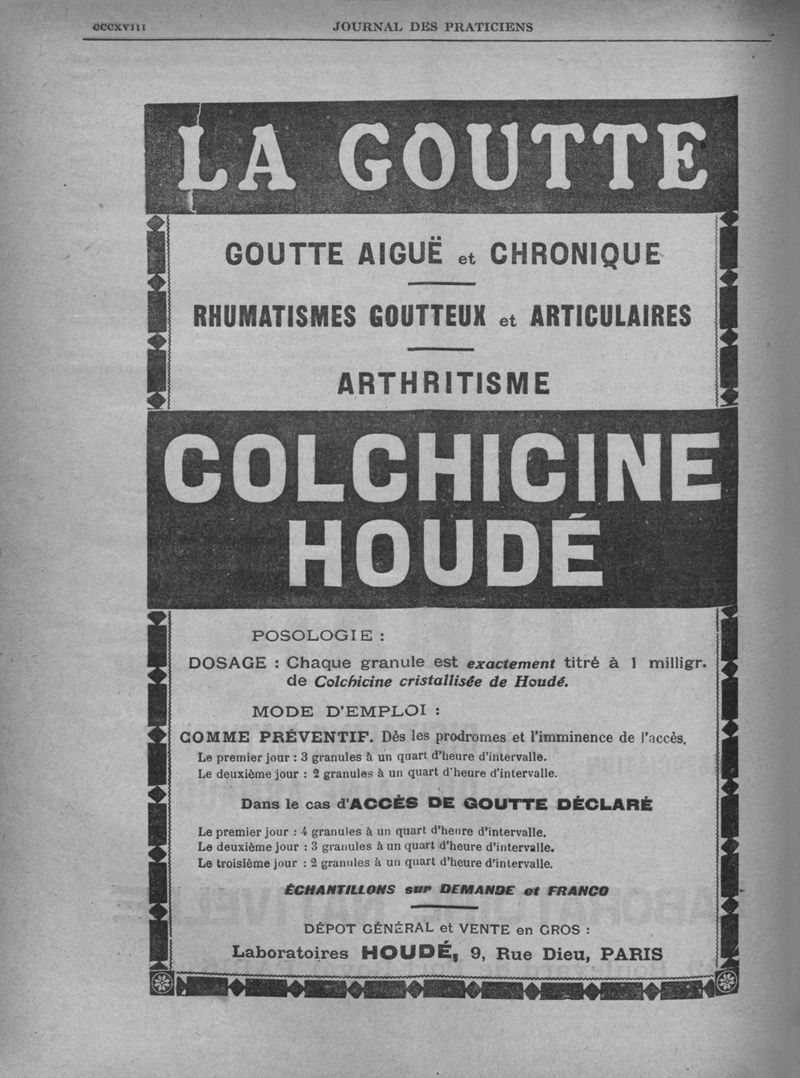 CCCXVIII
JOURNAL DES PRATICIENS
LA GOUTTE
GOUTTE AIGUË et CHRONIQUE
RHUMATISMES GOUTTEUX et ARTICULAIRES
ARTHRITISME
COLCHICINE
HOUDÉ
POSOLOGIE :
DOSAGE : Chaque granule est exactement titré à 1 milligr.
de Colchicine cristallisée de Houdé.
MODE D'EMPLOI :
COMME PRÉVENTIF. Dès les prodromes et l'imminence de l'accès.
Le premier jour : 3 granules à un quart d'heure d'intervalle.
Le deuxième jour : 2 granules à un quart d'heure d'intervalle.
Dans le cas d'ACCÈS DE GOUTTE DÉCLARÉ
Le premier jour : 4 granules à un quart d'heure d'intervalle.
Le deuxième jour : 3 granules à un quart d'heure d'intervalle.
Le troisième jour : 2 granules à un quart d'heure d'intervalle.
ÉCHANTILLONS sur DEMANDE et FRANCO
DÉPOT GÉNÉRAL et VENTE en GROS :
Laboratoires HOUDÉ, 9, Rue Dieu, PARIS